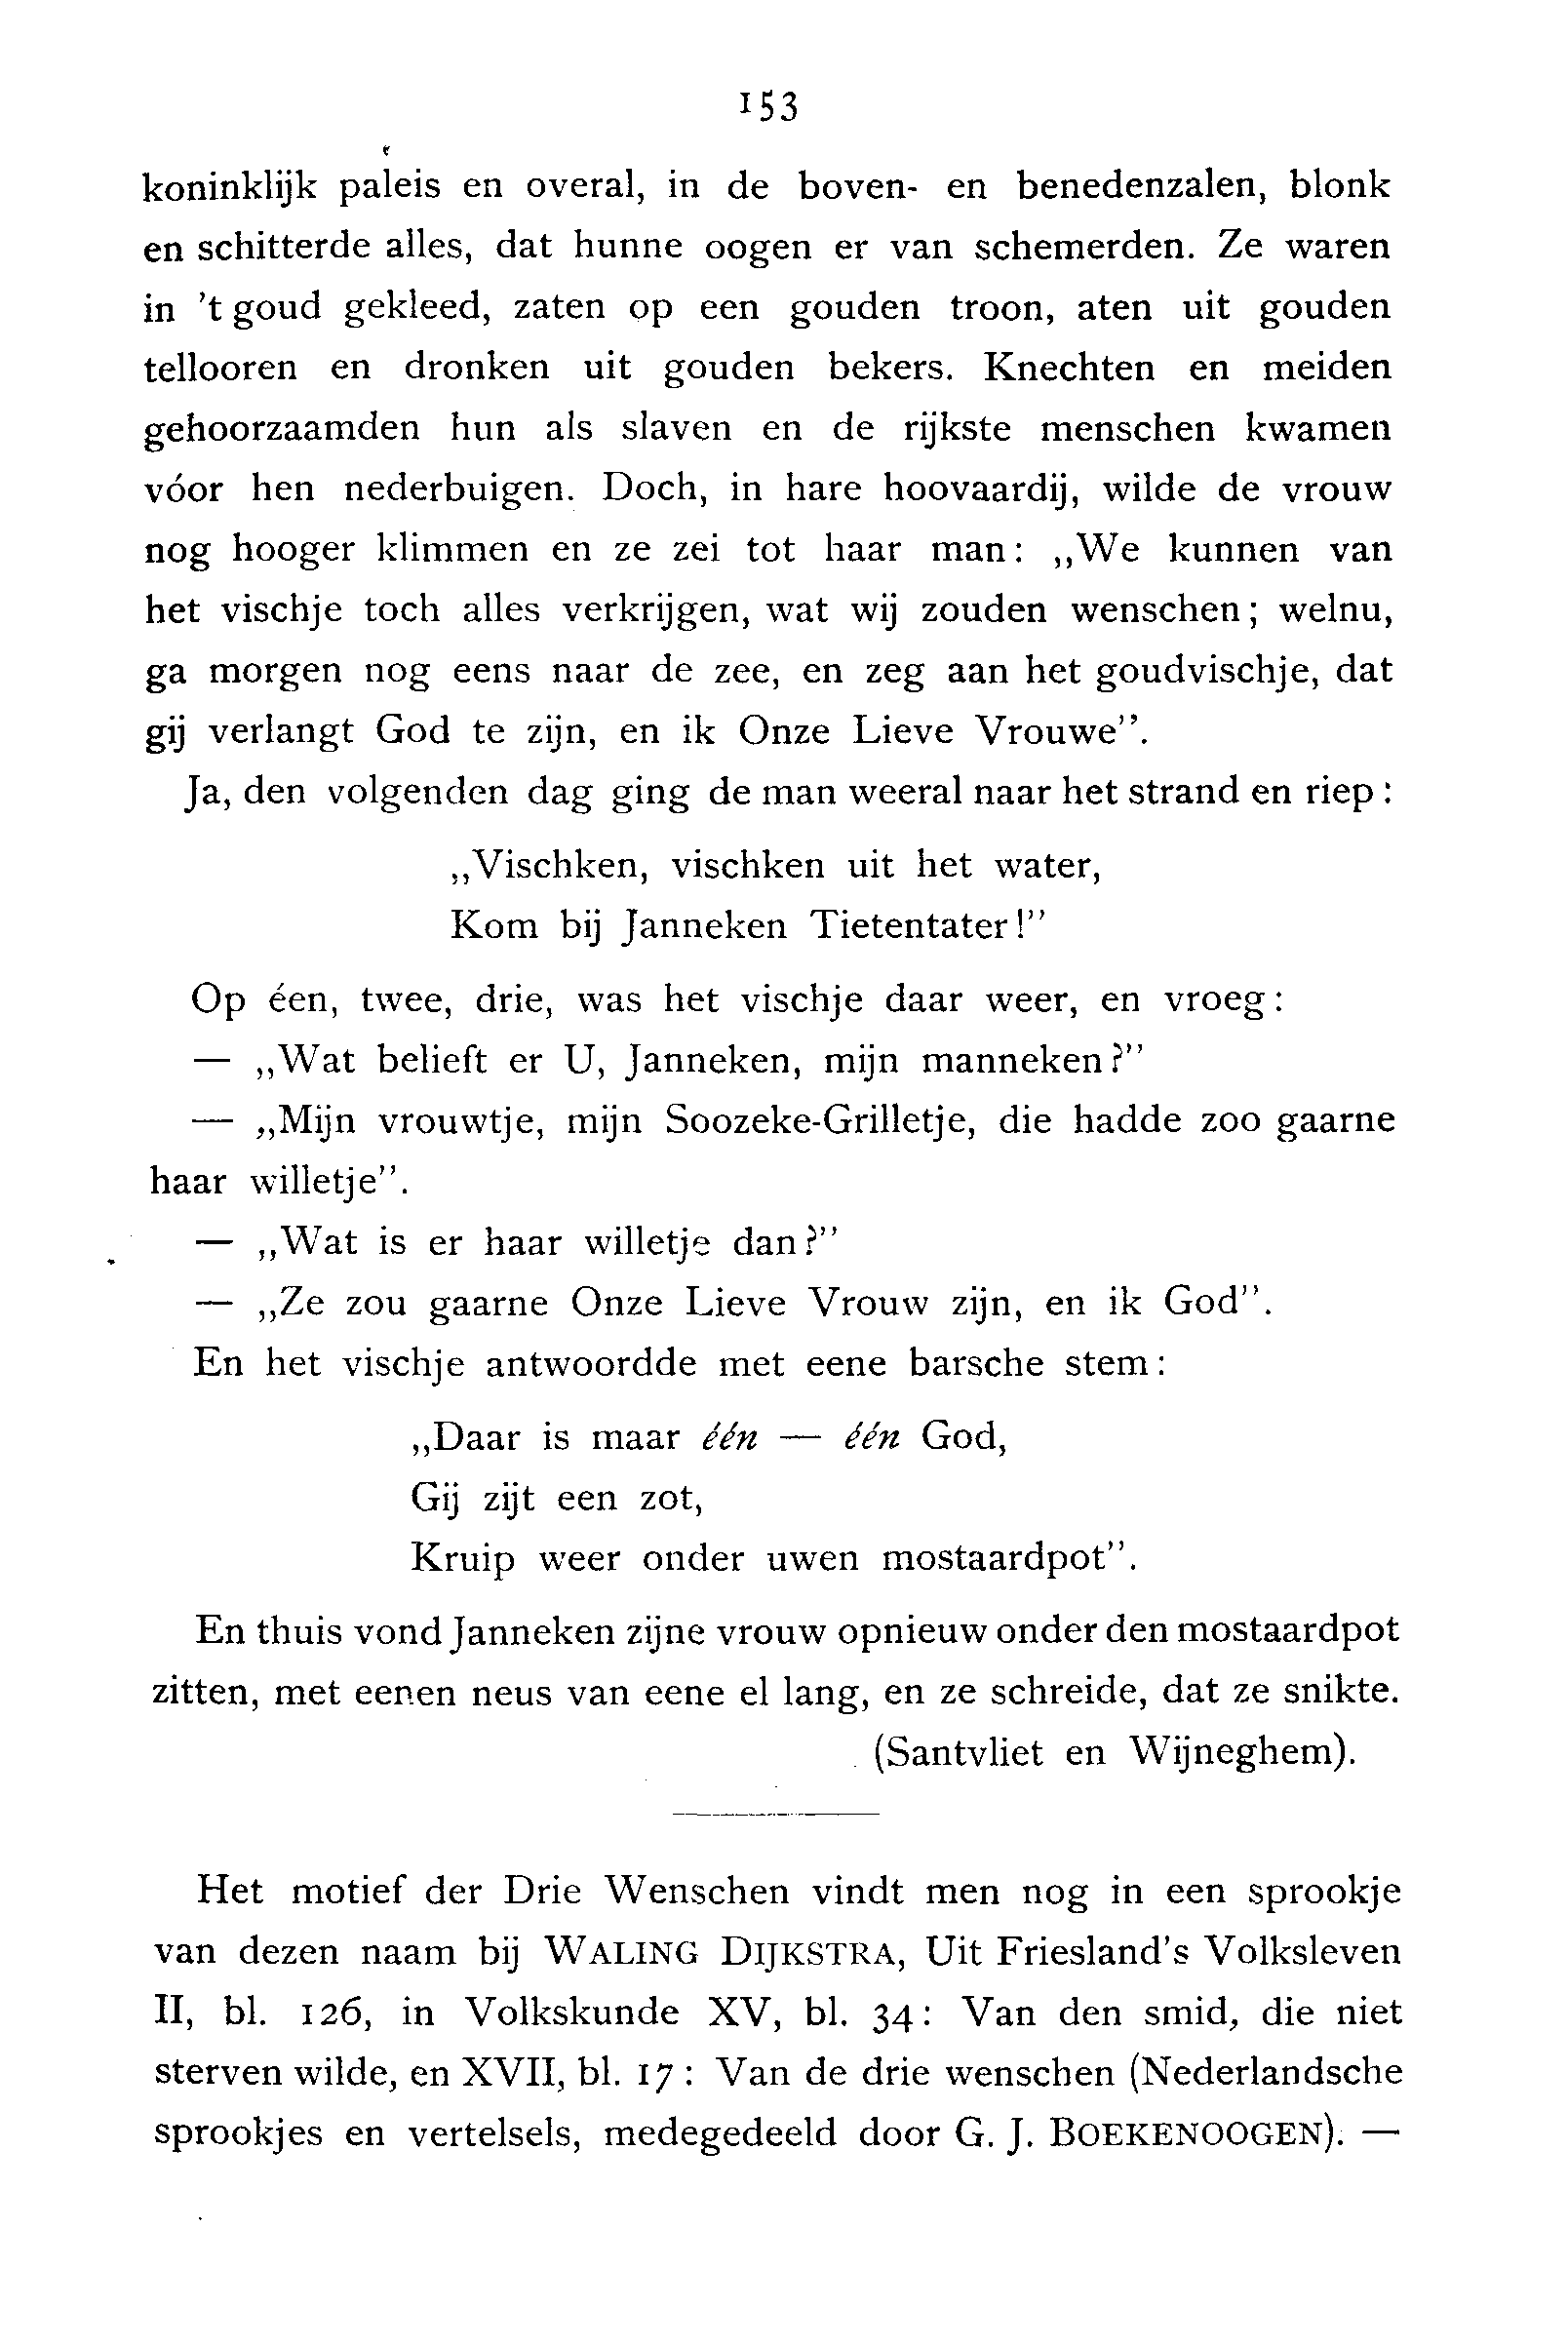 153
koninklijk paleis en overal, in de boven- en benedenzalen, blonk
en schitterde alles, dat hunne oogen er van schemerden. Ze waren
in 't goud gekleed, zaten op een gouden troon, aten uit gouden
tellooren en dronken uit gouden bekers. Knechten en meiden
gehoorzaamden hun als slaven en de rijkste menschen kwamen
vóor hen nederbuigen. Doch, in hare hoovaardij, wilde de vrouw
nog hooger klimmen en ze zei tot haar man: ,,We kunnen van
het vischje toch alles verkrijgen, wat wij zouden wenschen; welnu,
ga morgen nog eens naar de zee, en zeg aan het goudvischje, dat
gij verlangt God te zijn, en ik Onze Lieve Vrouwe''.
Ja, den volgenden dag ging de man weeral naar het strand en riep:
,,Vischken, vischken uit het water,
Kom bij Janneken Tietentater!''
Op éen, twee, drie, was het vischje daar weer, en vroeg:
— ,,Wat belieft er U, Janneken, mijn manneken?''
— ,,Mijn vrouwtje, mijn Soozeke-Grilletje, die hadde zoo gaarne
haar willetje''.
— ,,Wat is er haar willetje dan?''
— ,,Ze zou gaarne Onze Lieve Vrouw zijn, en ik God''.
En het vischje antwoordde met eene barsche stem:
,,Daar is maar één — één God,
Gij zijt een zot,
Kruip weer onder uwen mostaardpot''.
En thuis vond Janneken zijne vrouw opnieuw onder den mostaardpot
zitten, met eenen neus van eene el lang, en ze schreide, dat ze snikte.
(Santvliet en Wijneghem).
Het motief der Drie Wenschen vindt men nog in een sprookje
van dezen naam bij WALING DIJKSTRA, Uit Friesland's Volksleven
II, bl. 126, in Volkskunde XV, bl. 34: Van den smid, die niet
sterven wilde, en XVII, bl. 17: Van de drie wenschen (Nederlandsche
sprookjes en vertelsels, medegedeeld door G. J. BOEKENOOGEN). —